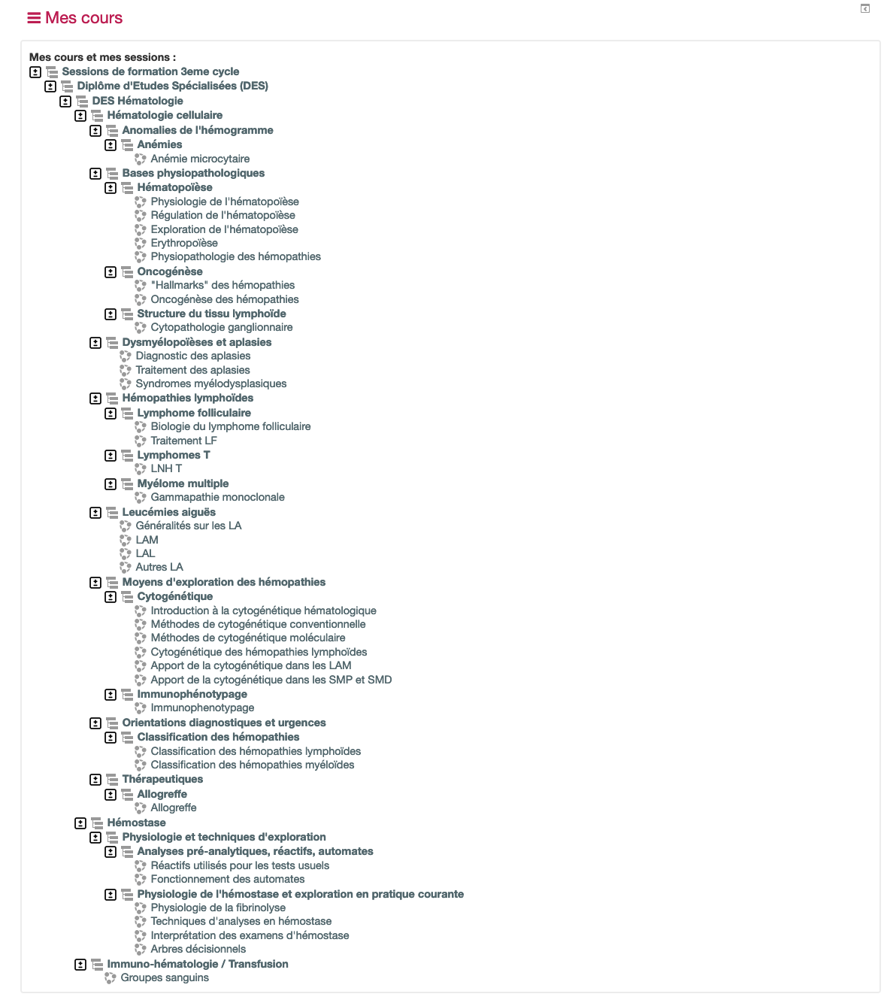 Mes cours
Mes cours et mes sessions :
Sessions de formation 3eme cycle
Diplôme d'Etudes Spécialisées (DES)
DES Hématologie
Hématologie cellulaire
Anomalies de l'hémogramme
Anémies
Anémie microcytaire
Bases physiopathologiques
Hématopoïèse
Physiologie de l'hématopoïèse
Régulation de l'hématopoïèse
Exploration de l'hématopoïèse
Erythropoïèse
Physiopathologie des hémopathies
Oncogénèse
"Hallmarks" des hémopathies
Oncogénèse des hémopathies
Structure du tissu lymphoïde
Cytopathologie ganglionnaire
Dysmyélopoïèses et aplasies
Diagnostic des aplasies
Traitement des aplasies
Syndromes myélodysplasiques
Hémopathies lymphoïdes
Lymphome folliculaire
Biologie du lymphome folliculaire
Traitement LF
Lymphomes T
LNH T
Myélome multiple
Gammapathie monoclonale
Leucémies aiguës
Généralités sur les LA
LAM
LAL
Autres LA
Moyens d'exploration des hémopathies
Cytogénétique
Introduction à la cytogénétique hématologique
Méthodes de cytogénétique conventionnelle
Méthodes de cytogénétique moléculaire
Cytogénétique des hémopathies lymphoïdes
Apport de la cytogénétique dans les LAM
Apport de la cytogénétique dans les SMP et SMD
Immunophénotypage
Immunophenotypage
Orientations diagnostiques et urgences
Classification des hémopathies
Classification des hémopathies lymphoïdes
Classification des hémopathies myéloïdes
Thérapeutiques
Allogreffe
Allogreffe
Hémostase
Physiologie et techniques d'exploration
Analyses pré-analytiques, réactifs, automates
Réactifs utilisés pour les tests usuels
Fonctionnement des automates
Physiologie de l'hémostase et exploration en pratique courante
Physiologie de la fibrinolyse
Techniques d'analyses en hémostase
Interprétation des examens d'hémostase
Arbres décisionnels
Immuno-hématologie / Transfusion
Groupes sanguins